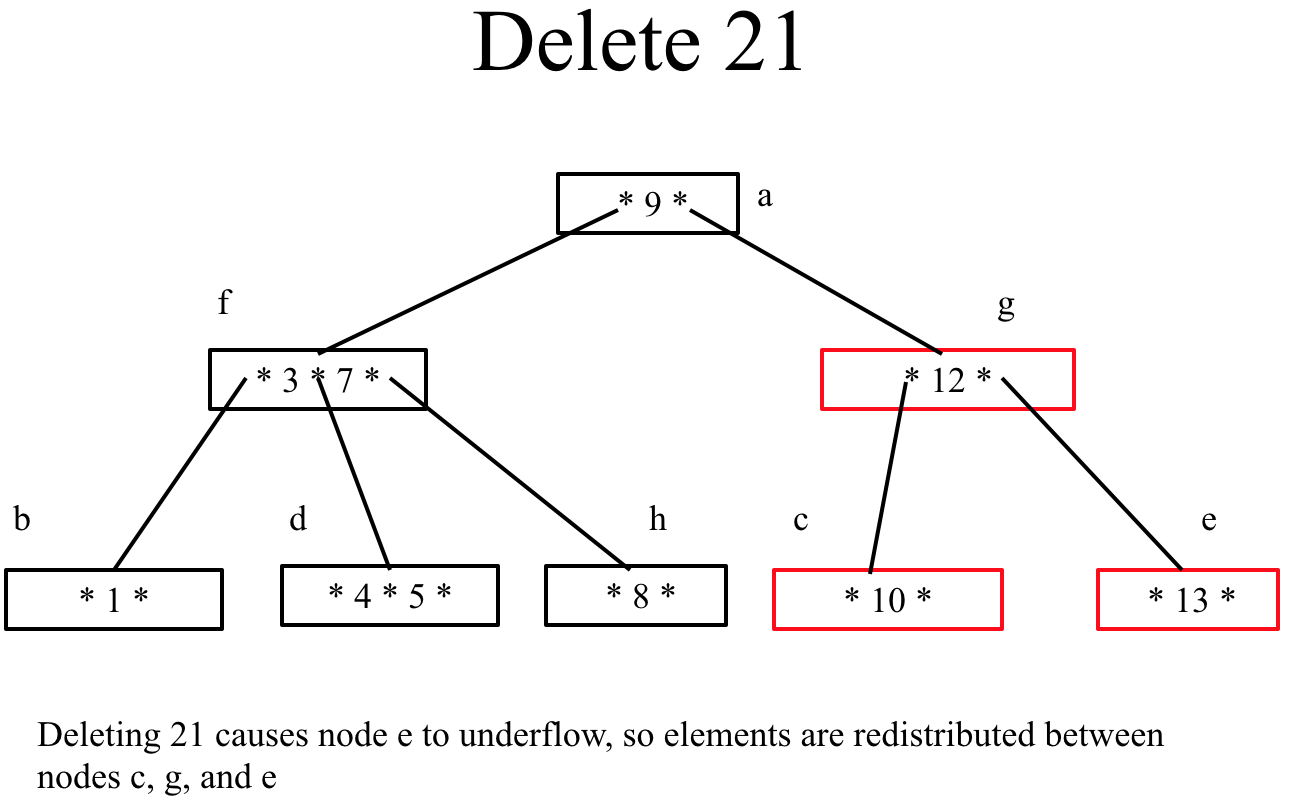 Delete 21
* 9 *
a
f
g
* 3 * 7 *
* 12 *
b
d
h
c
e
* 1 *
* 4 * 5 *
* 8 *
* 10 *
* 13 *
Deleting 21 causes node e to underflow, so elements are redistributed between
nodes c, g, and e